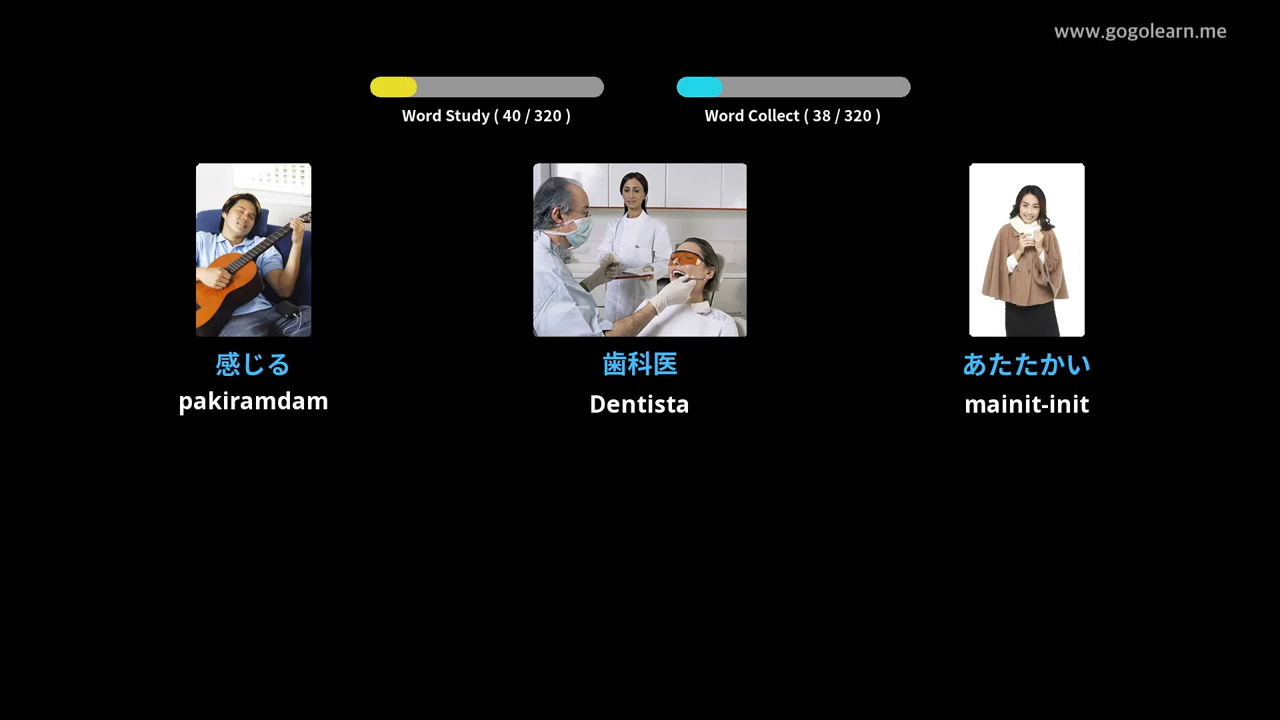 www.gogolearn.me
Word Study ( 40 / 320 )
Word Collect ( 38 / 320 )
感じる
歯科医
あたたかい
pakiramdam
Dentista
mainit-init